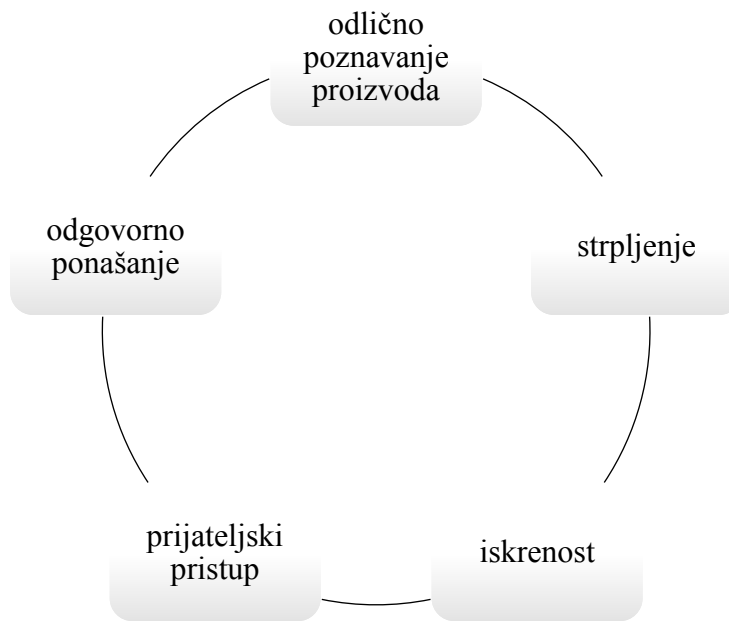 odlično
poznavanje
proizvoda
strpljenje
iskrenost
prijateljski
pristup
odgovorno
ponašanje